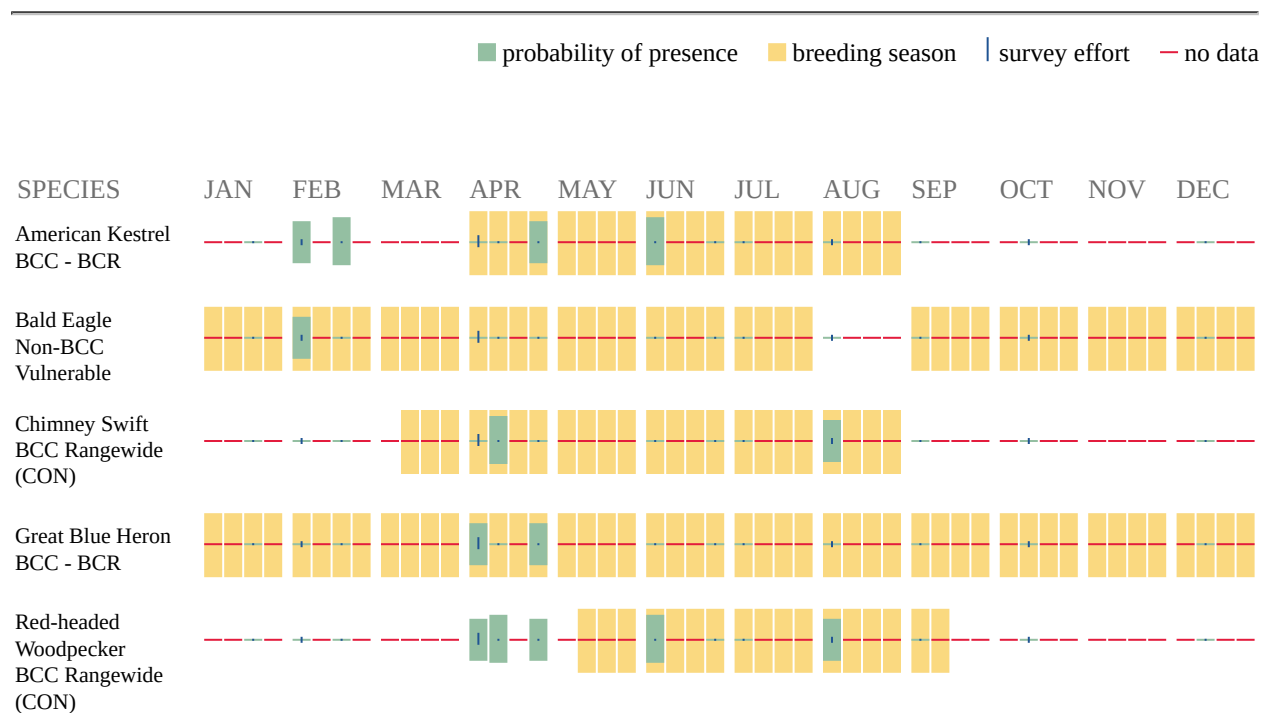 probability of presence breeding season survey effort no data
SPECIES JAN FEB MAR APR MAY JUN JUL AUG SEP OCT NOV DEC
American Kestrel
BCC - BCR
Bald Eagle
Non-BCC
Vulnerable
Chimney Swift
BCC Rangewide
(CON)
Great Blue Heron
BCC - BCR
Red-headed
Woodpecker
BCC Rangewide
(CON)